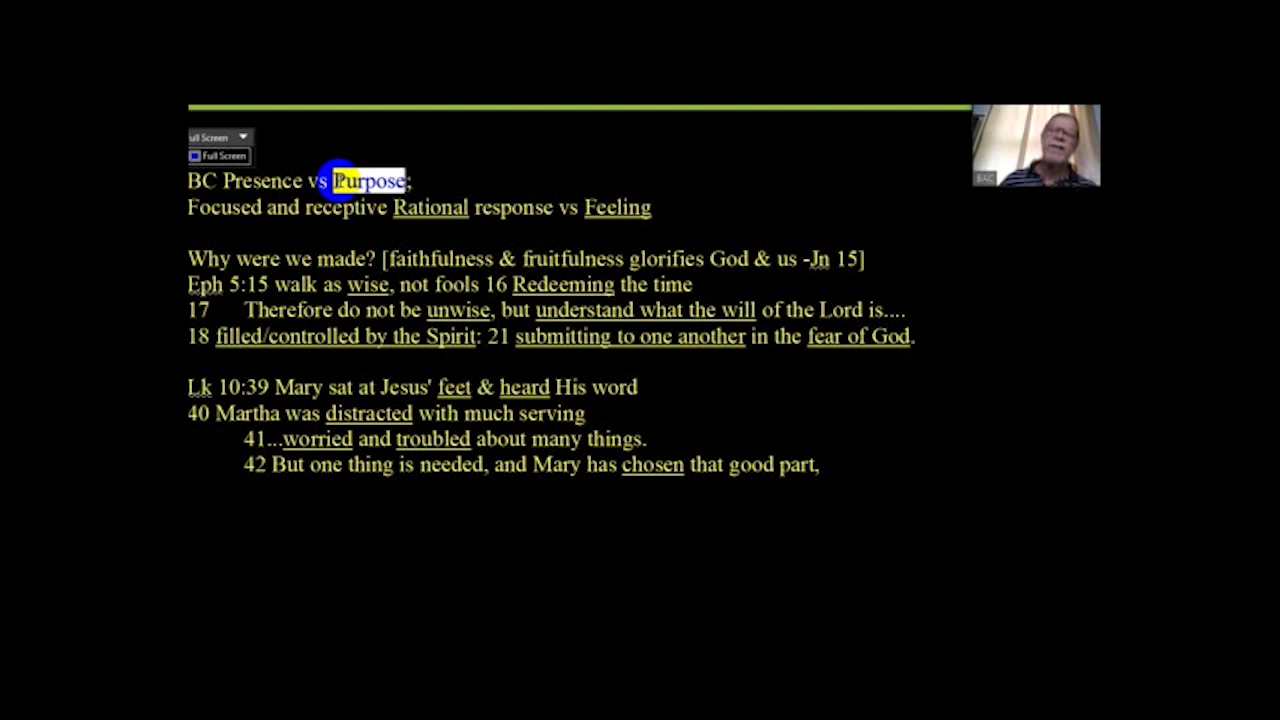 ull Screen
Full Screen
BC Presence vs Purpose;
Focused and receptive Rational response vs Feeling
Why were we made? [faithfulness & fruitfulness glorifies God & us -Jn 15]
Eph 5:15 walk as wise, not fools 16 Redeeming the time
17 Therefore do not be unwise, but understand what the will of the Lord is....
18 filled/controlled by the Spirit: 21 submitting to one another in the fear of God.
Lk 10:39 Mary sat at Jesus' feet & heard His word
40 Martha was distracted with much serving
41...worried and troubled about many things.
42 But one thing is needed, and Mary has chosen that good part,
BAC